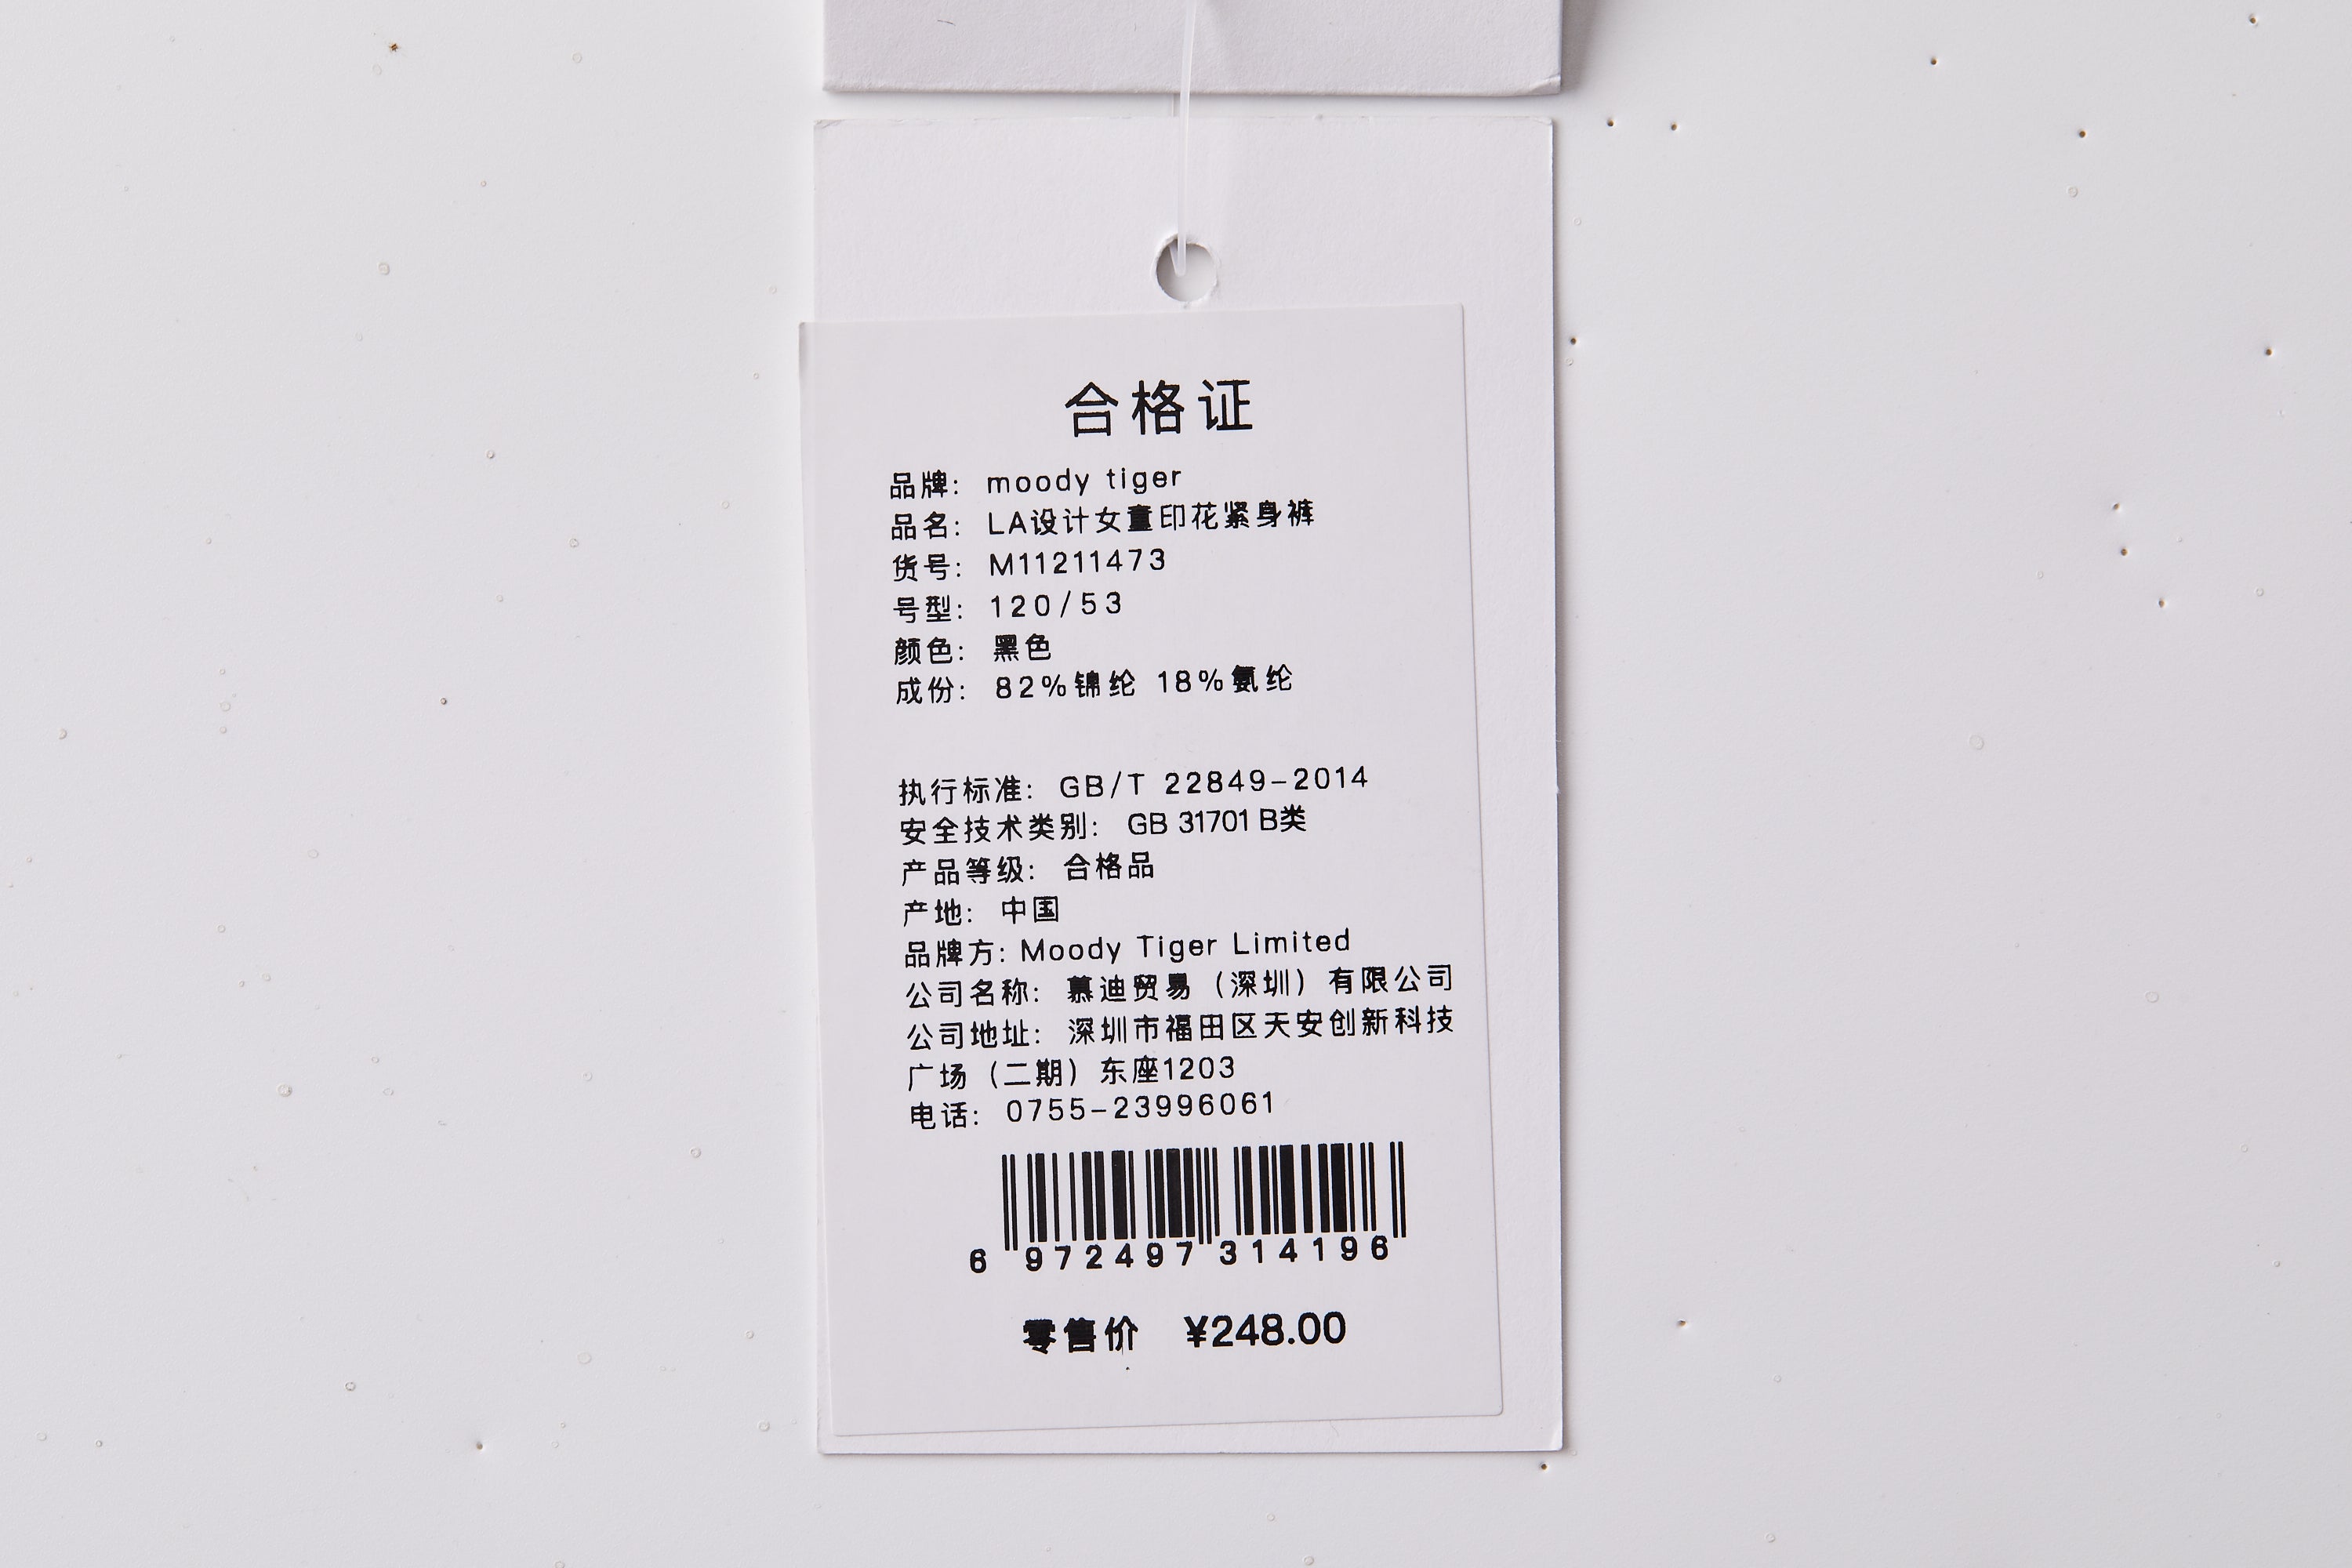 合格证
品牌: moody tiger
品名: LA设计女童印花紧身裤
货号: M11211473
号型: 120/53
颜色: 黑色
成份: 82%锦纶 18%氨纶
执行标准: GB/T 22849-2014
安全技术类别: GB 31701 B类
产品等级: 合格品
产地: 中国
品牌方: Moody Tiger Limited
公司名称: 慕迪贸易（深圳）有限公司
公司地址: 深圳市福田区天安创新科技
广场（二期）东座1203
电话: 0755-23996061
6 972497 314196
零售价 ¥248.00